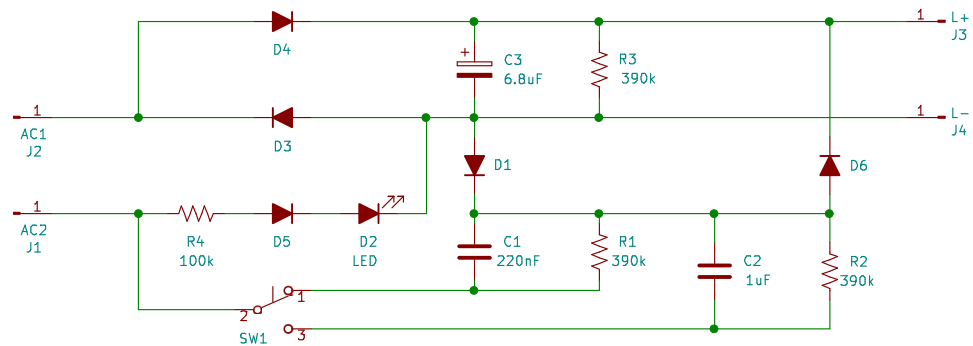 1
L+
J3
D4
+
C3
6.8uF
R3
390k
1
AC1
J2
D3
1
L-
J4
D1
D6
1
AC2
J1
R4
100k
D5
D2
LED
C1
220nF
R1
390k
C2
1uF
R2
390k
1
2
SW1
3